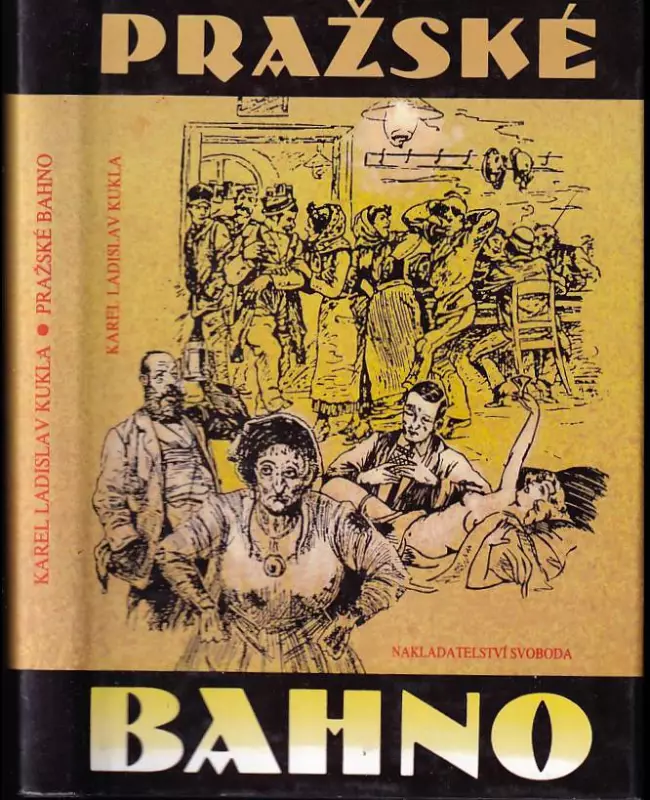 PRAŽSKÉ
KAREL LADISLAV KUKLA ● PRAŽSKÉ BAHNO
KAREL LADISLAV KUKLA
NAKLADATELSTVÍ SVOBODA
BAHNO